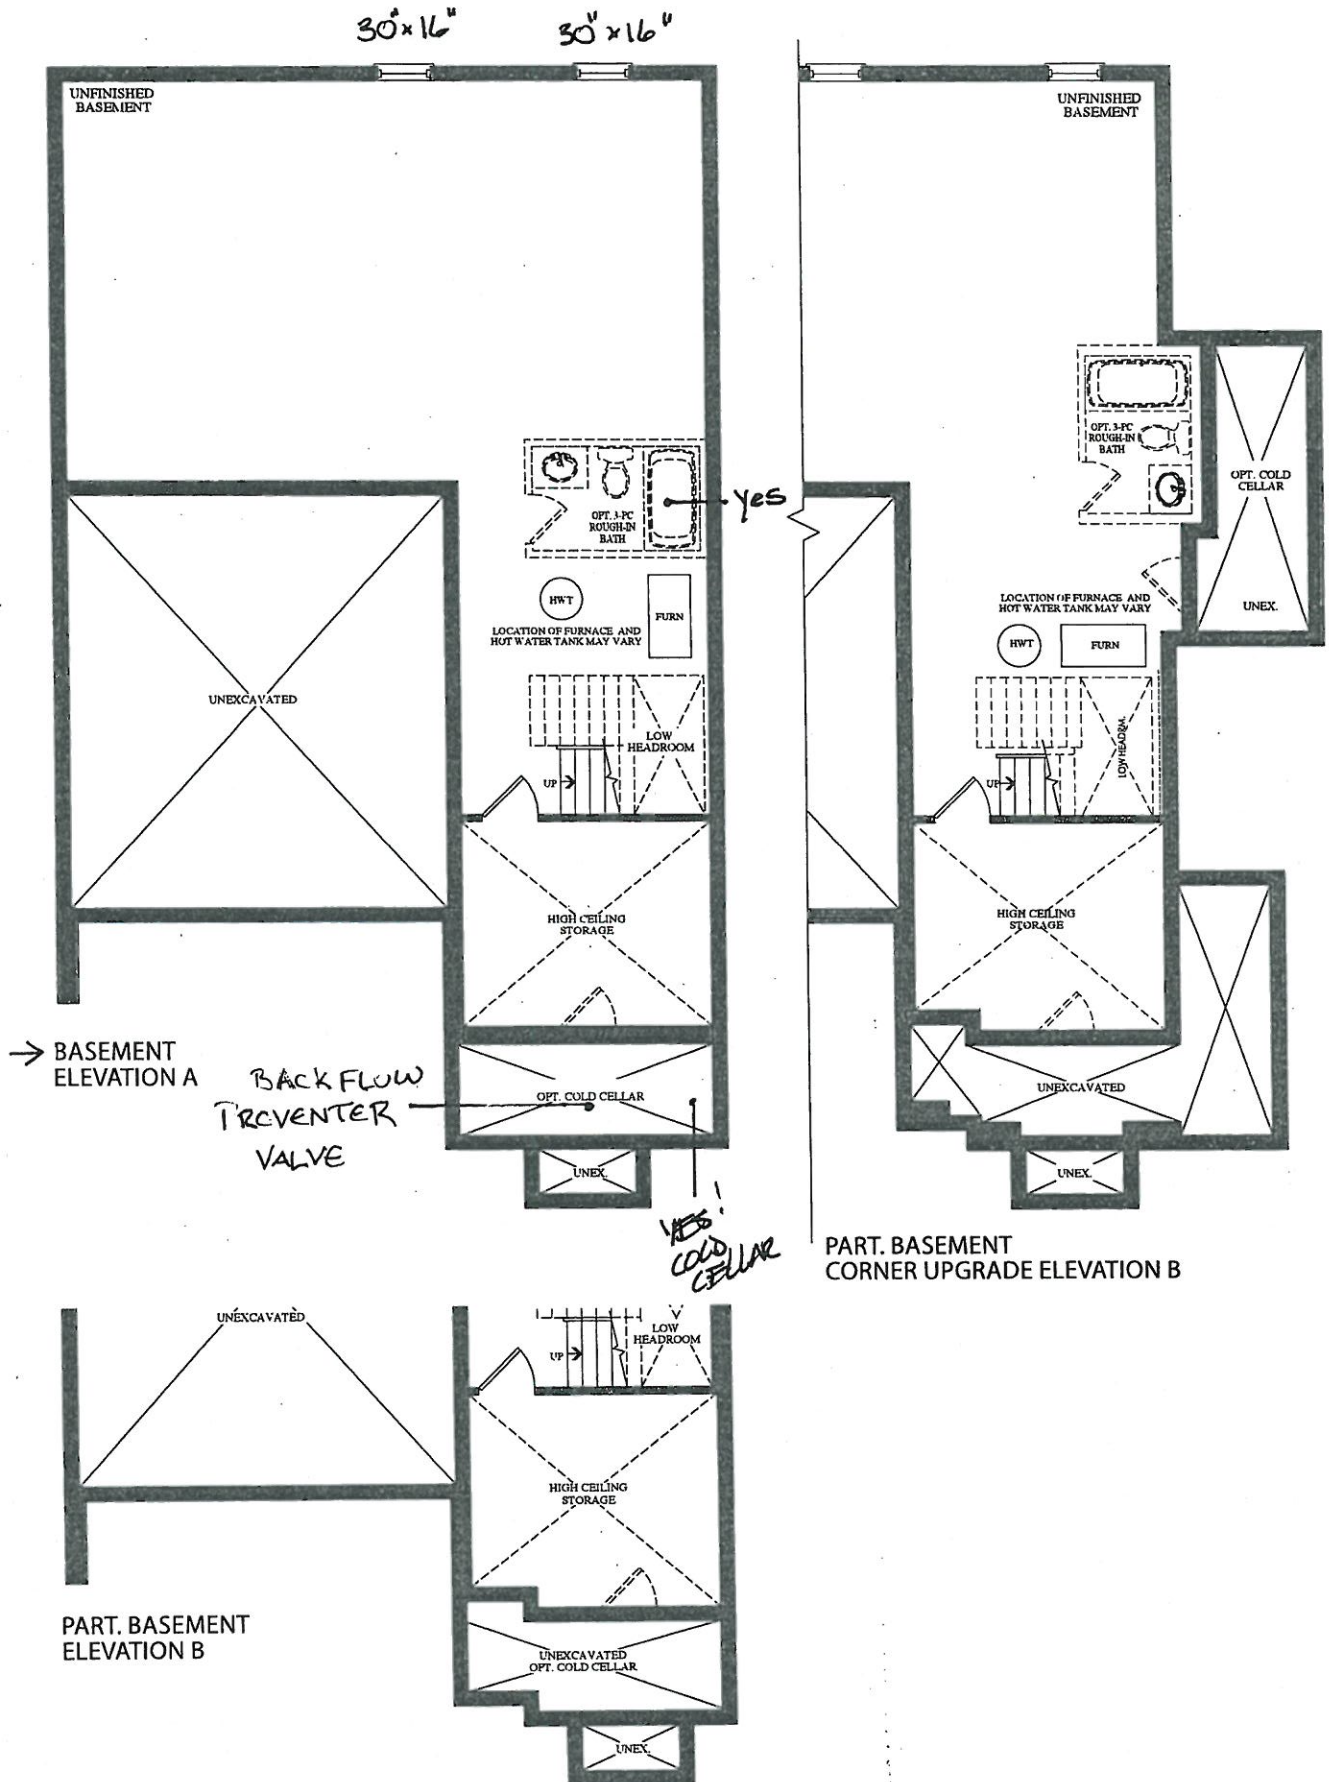 30"x16"
30"x16"
UNFINISHED
BASEMENT
yes
OPT. 3-PC
ROUGH-IN
BATH
HWT
FURN
LOCATION OF FURNACE AND
HOT WATER TANK MAY VARY
UNEXCAVATED
LOW
HEADROOM
UP
HIGH CEILING
STORAGE
→ BASEMENT
ELEVATION A
BACKFLOW
PREVENTER
VALVE
OPT. COLD CELLAR
UNEX.
YES!
COLD
CELLAR
UNFINISHED
BASEMENT
OPT. 3-PC
ROUGH-IN
BATH
OPT. COLD
CELLAR
UNEX.
LOCATION OF FURNACE AND
HOT WATER TANK MAY VARY
HWT
FURN
LOW HEADRM.
UP
HIGH CEILING
STORAGE
UNEXCAVATED
UNEX.
PART. BASEMENT
CORNER UPGRADE ELEVATION B
UNEXCAVATED
LOW
HEADROOM
UP
HIGH CEILING
STORAGE
PART. BASEMENT
ELEVATION B
UNEXCAVATED
OPT. COLD CELLAR
UNEX.